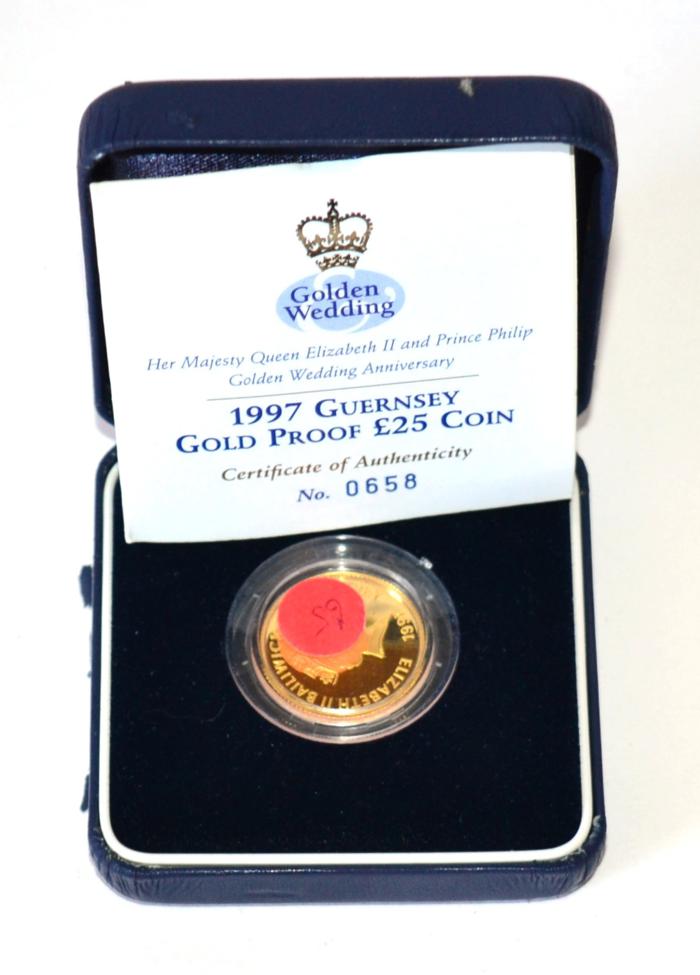 Golden
Wedding
Her Majesty Queen Elizabeth II and Prince Philip
Golden Wedding Anniversary
1997 GUERNSEY
GOLD PROOF £25 COIN
Certificate of Authenticity
No. 0658
ELIZABETH II BAILIWICK